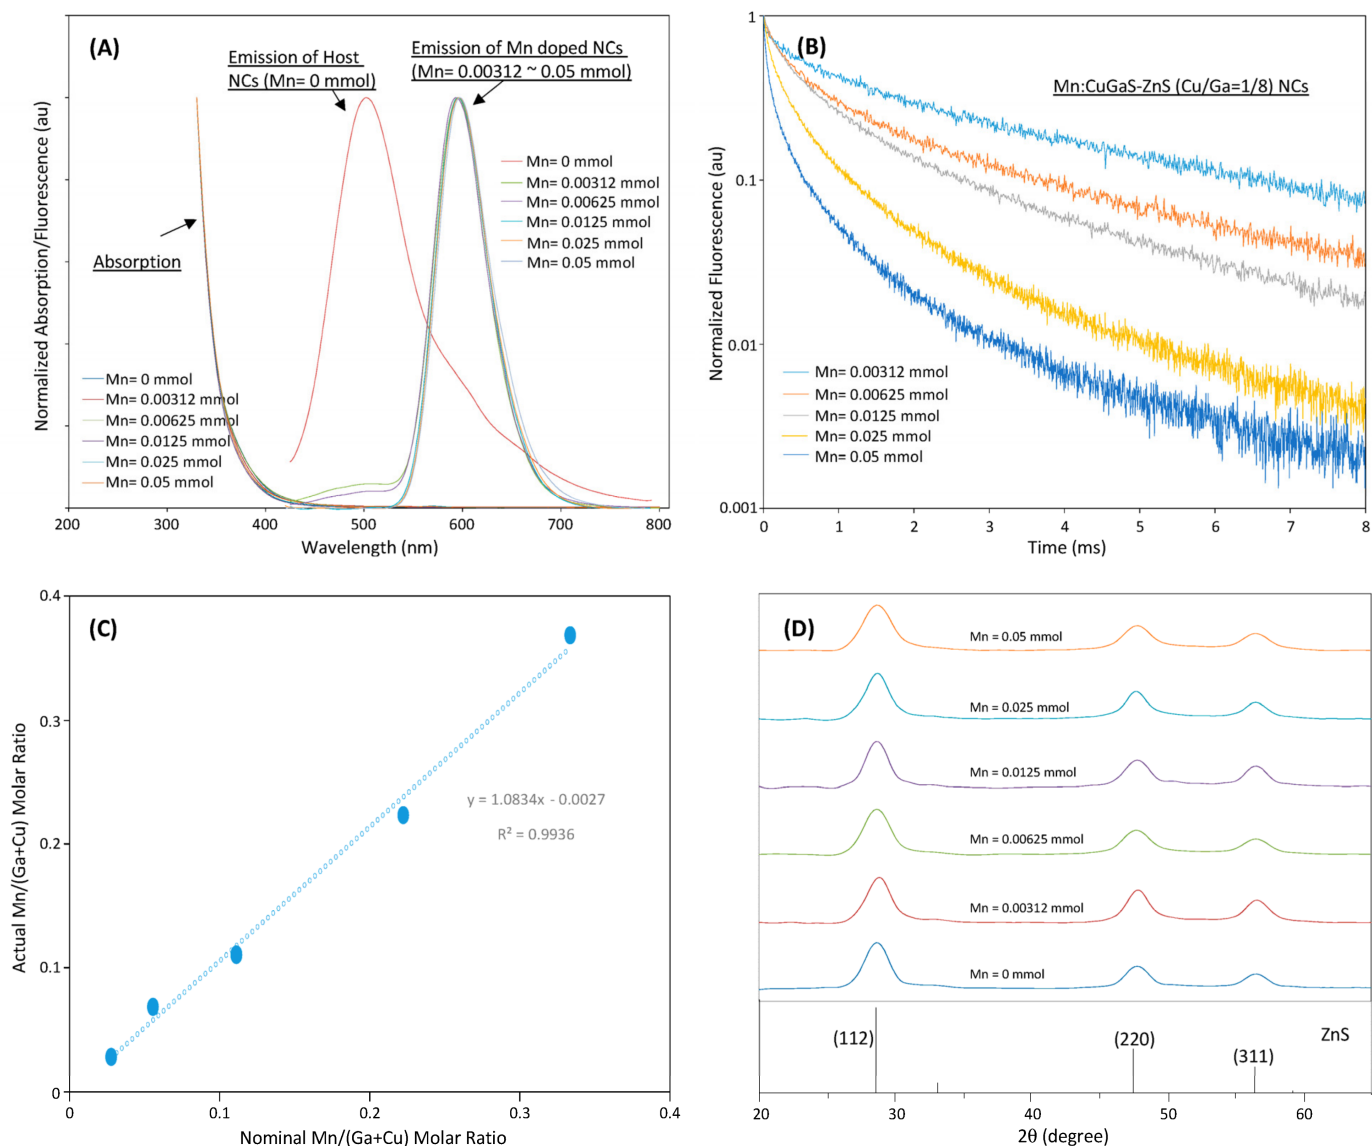 (A)
Emission of Host
NCs (Mn= 0 mmol)
Emission of Mn doped NCs
(Mn= 0.00312 ~ 0.05 mmol)
Absorption
Mn= 0 mmol
Mn= 0.00312 mmol
Mn= 0.00625 mmol
Mn= 0.0125 mmol
Mn= 0.025 mmol
Mn= 0.05 mmol
Mn= 0 mmol
Mn= 0.00312 mmol
Mn= 0.00625 mmol
Mn= 0.0125 mmol
Mn= 0.025 mmol
Mn= 0.05 mmol
Normalized Absorption/Fluorescence (au)
200 300 400 500 600 700 800
Wavelength (nm)
(B)
Mn:CuGaS-ZnS (Cu/Ga=1/8) NCs
1
0.1
0.01
0.001
Normalized Fluorescence (au)
Mn= 0.00312 mmol
Mn= 0.00625 mmol
Mn= 0.0125 mmol
Mn= 0.025 mmol
Mn= 0.05 mmol
0 1 2 3 4 5 6 7 8
Time (ms)
(C)
0.4
0.3
0.2
0.1
0
Actual Mn/(Ga+Cu) Molar Ratio
y = 1.0834x - 0.0027
R² = 0.9936
0 0.1 0.2 0.3 0.4
Nominal Mn/(Ga+Cu) Molar Ratio
(D)
Mn = 0.05 mmol
Mn = 0.025 mmol
Mn = 0.0125 mmol
Mn = 0.00625 mmol
Mn = 0.00312 mmol
Mn = 0 mmol
(112)
(220)
(311)
ZnS
20 30 40 50 60
2θ (degree)